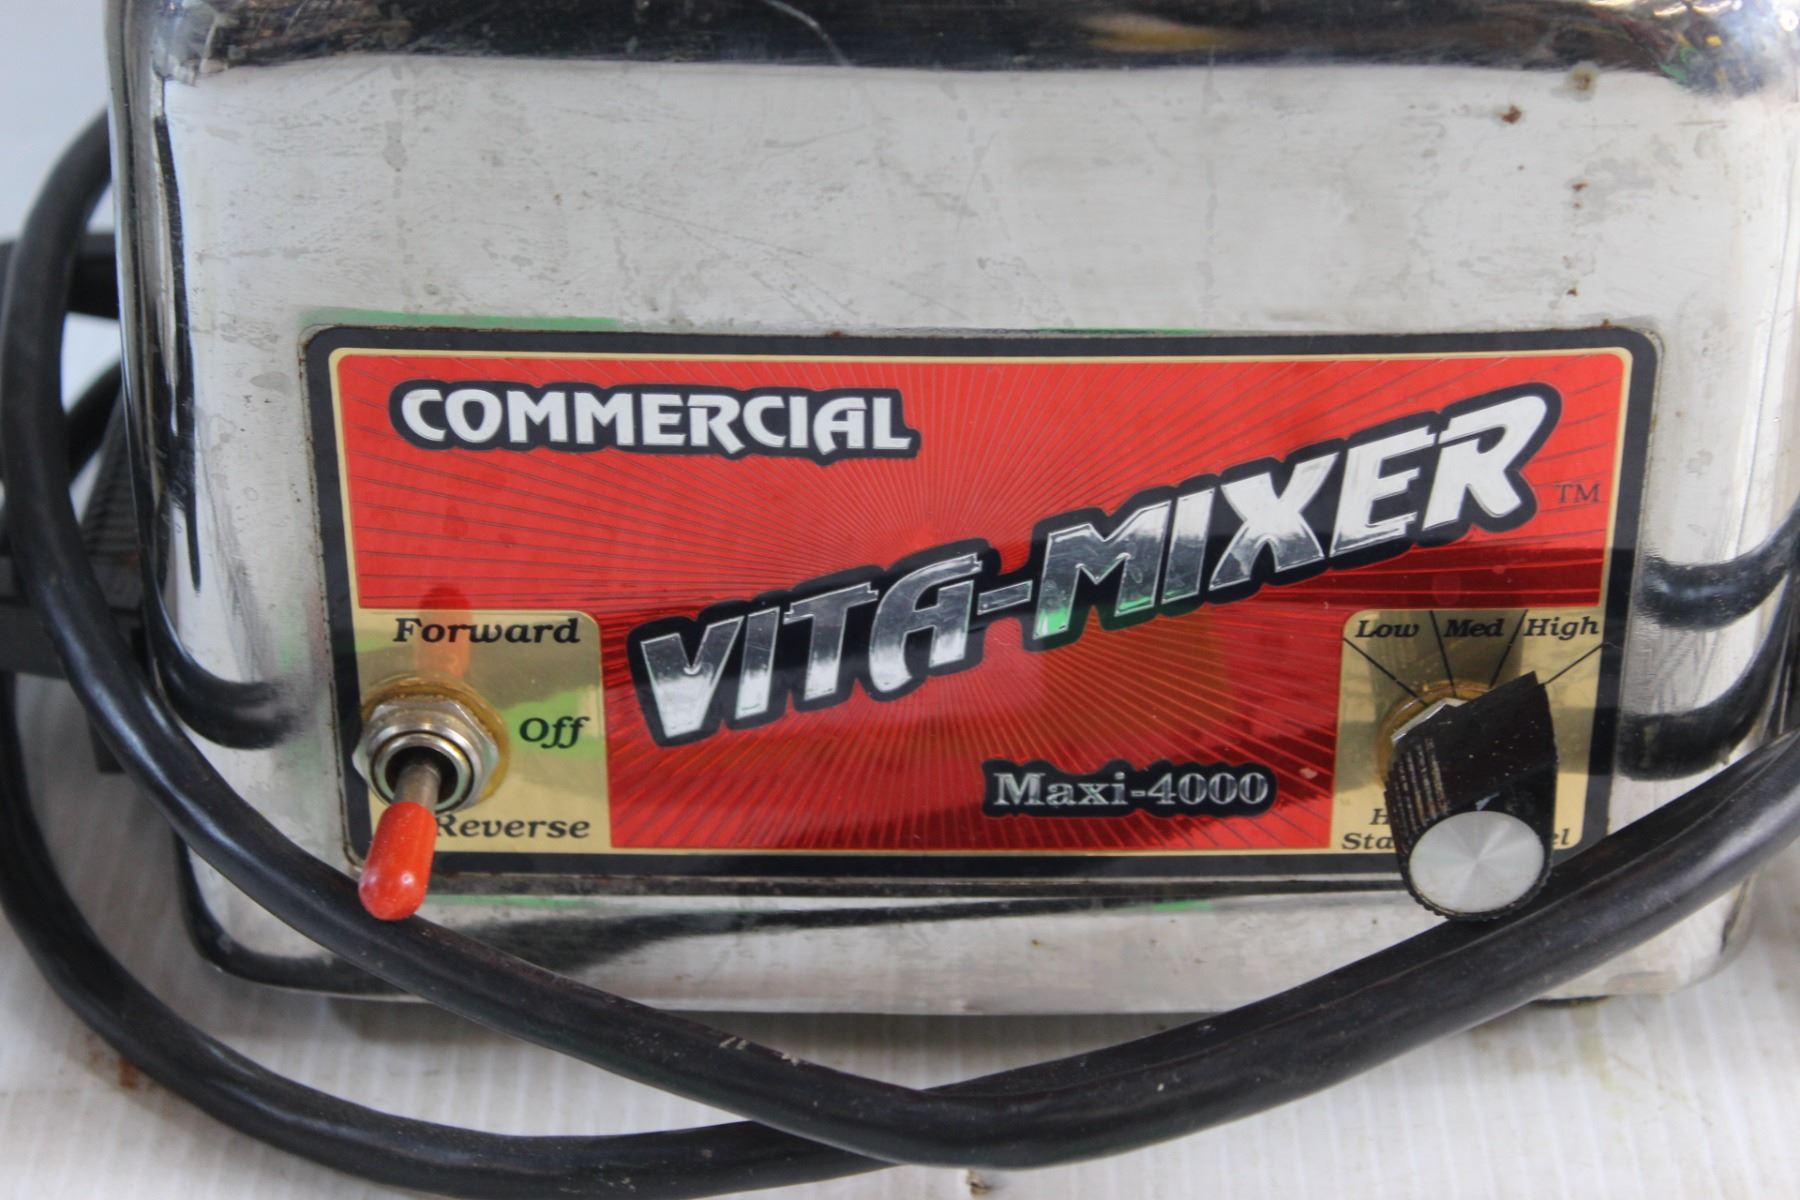 COMMERCIAL
VITA-MIXER
TM
Forward
Off
Reverse
Low Med High
Maxi-4000